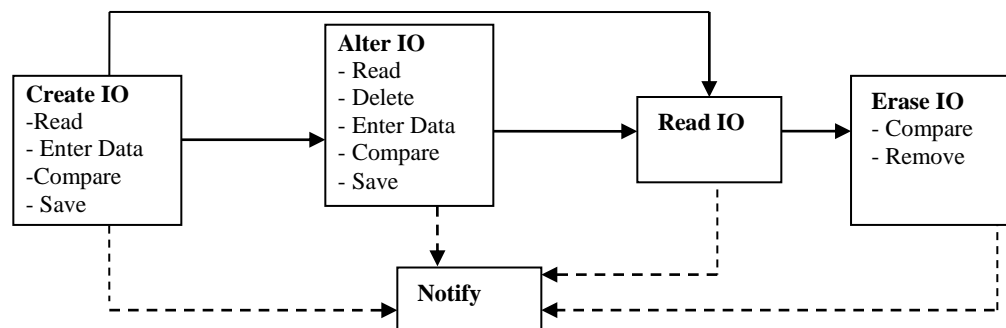 Create IO
-Read
- Enter Data
-Compare
- Save
Alter IO
- Read
- Delete
- Enter Data
- Compare
- Save
Read IO
Erase IO
- Compare
- Remove
Notify